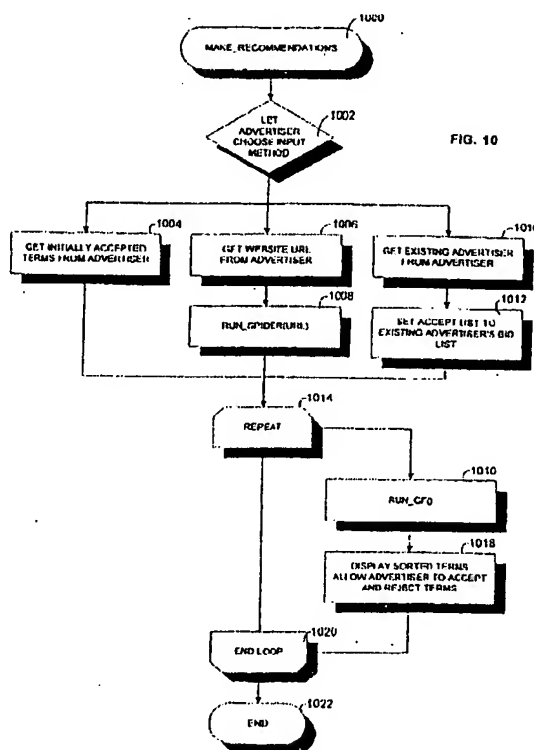 1000
MAKE_RECOMMENDATIONS
1002
LET
ADVERTISER
CHOOSE INPUT
METHOD
FIG. 10
1004
GET INITIALLY ACCEPTED
TERMS FROM ADVERTISER
1006
GET WEBSITE URL
FROM ADVERTISER
1010
GET EXISTING ADVERTISER
FROM ADVERTISER
1008
RUN_SPIDER(URL)
1012
SET ACCEPT LIST TO
EXISTING ADVERTISER'S BID
LIST
1014
REPEAT
RUN_CF()
1018
DISPLAY SORTED TERMS
ALLOW ADVERTISER TO ACCEPT
AND REJECT TERMS
1020
END LOOP
1022
END